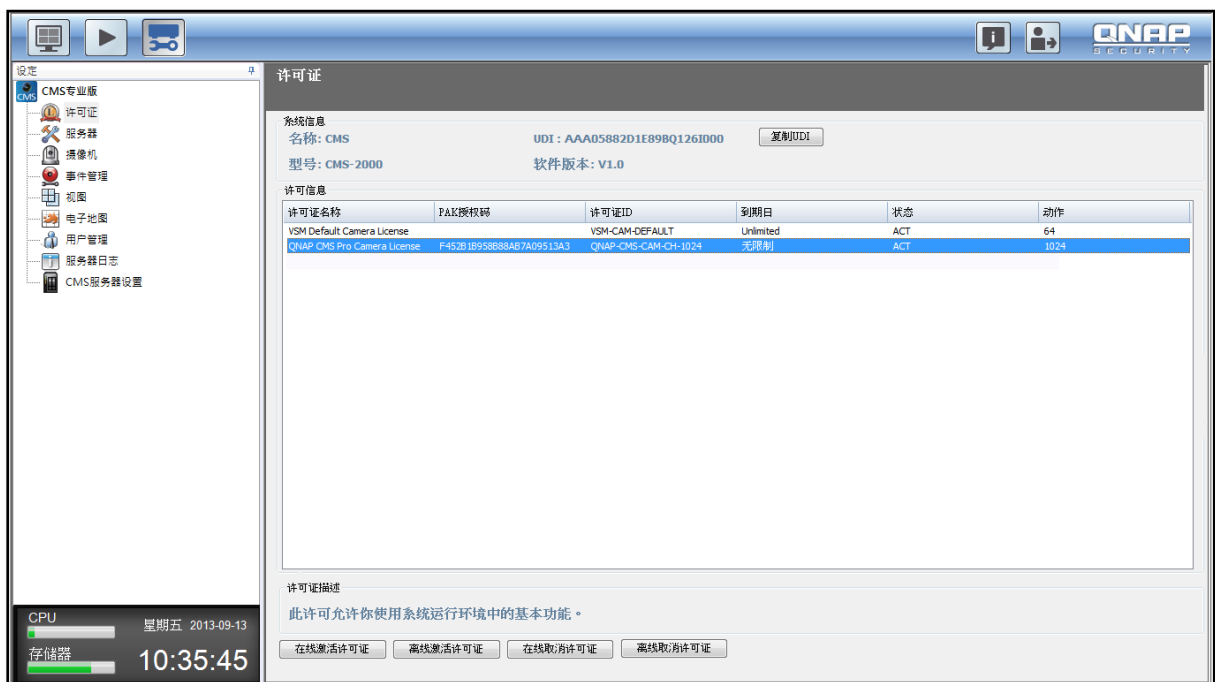 QNAP
SECURITY
设定
CMS专业版
许可证
服务器
摄像机
事件管理
视图
电子地图
用户管理
服务器日志
CMS服务器设置
CPU
星期五 2013-09-13
存储器
10:35:45
许可证
系统信息
名称: CMS UDI : AAA05882D1E89BQ126I000 复制UDI
型号: CMS-2000 软件版本: V1.0
许可信息
许可证名称 PAK授权码 许可证ID 到期日 状态 动作
VSM Default Camera License VSM-CAM-DEFAULT Unlimited ACT 64
QNAP CMS Pro Camera License F452B1B958B88AB7A09513A3 QNAP-CMS-CAM-CH-1024 无限制 ACT 1024
许可证描述
此许可允许你使用系统运行环境中的基本功能。
在线激活许可证 离线激活许可证 在线取消许可证 离线取消许可证